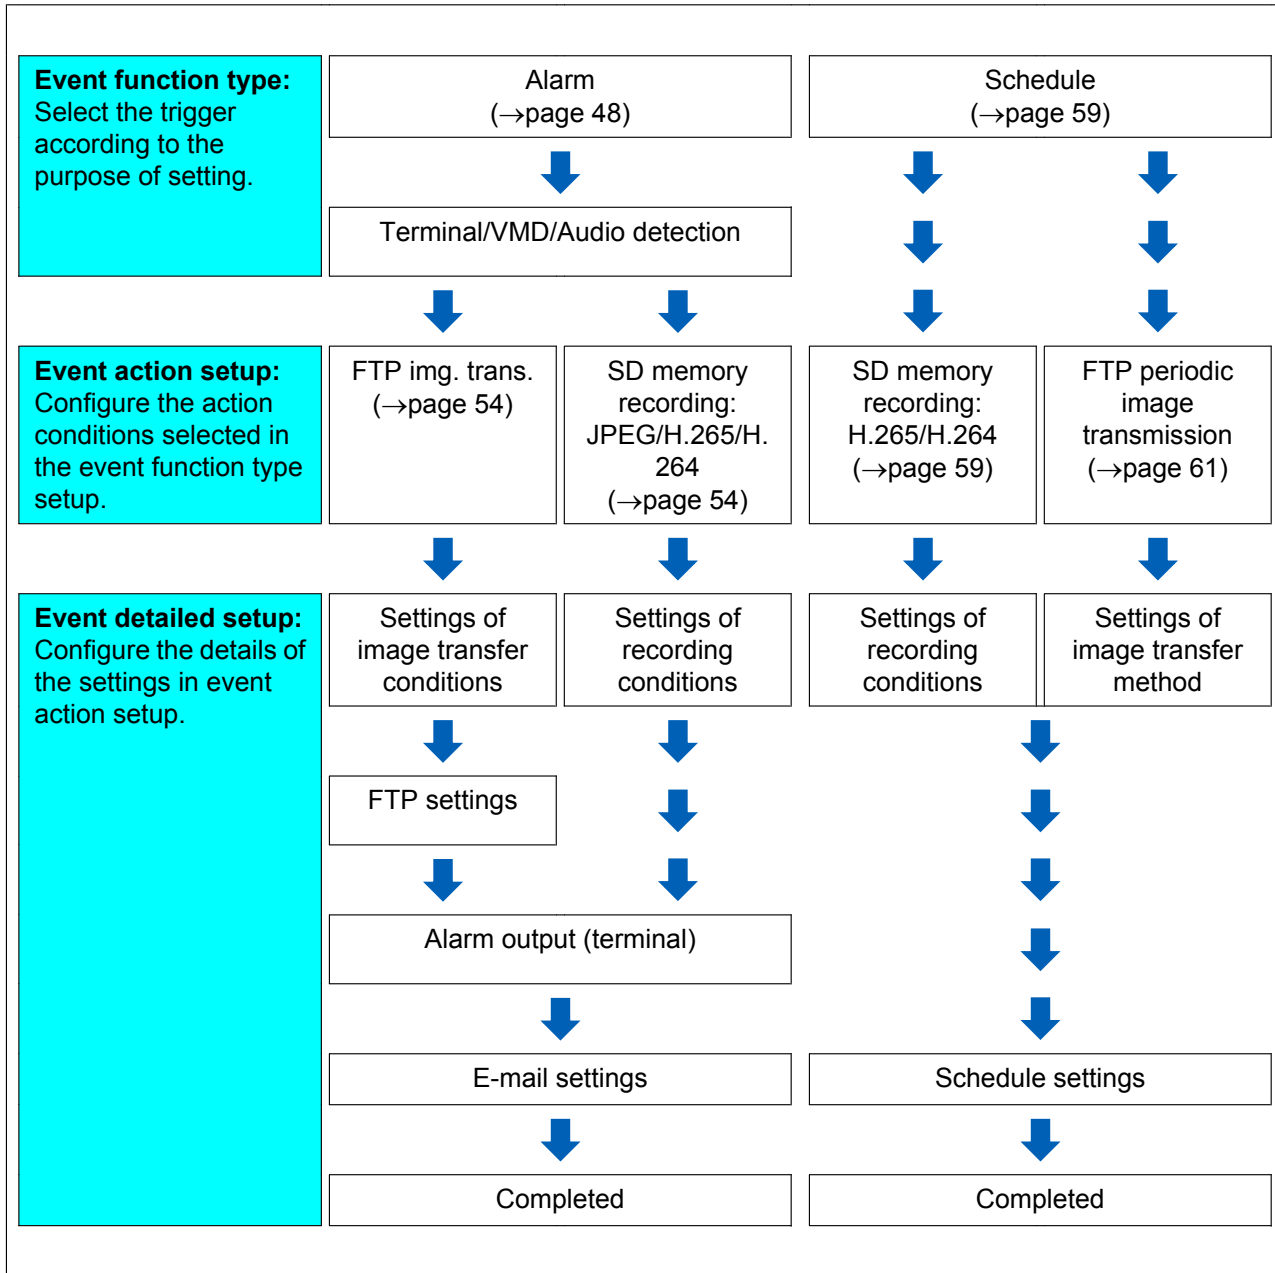 Event function type:
Select the trigger
according to the
purpose of setting.
Alarm
(→page 48)
Schedule
(→page 59)
Terminal/VMD/Audio detection
Event action setup:
Configure the action
conditions selected in
the event function type
setup.
FTP img. trans.
(→page 54)
SD memory
recording:
JPEG/H.265/H.
264
(→page 54)
SD memory
recording:
H.265/H.264
(→page 59)
FTP periodic
image
transmission
(→page 61)
Event detailed setup:
Configure the details of
the settings in event
action setup.
Settings of
image transfer
conditions
Settings of
recording
conditions
Settings of
recording
conditions
Settings of
image transfer
method
FTP settings
Alarm output (terminal)
E-mail settings
Schedule settings
Completed
Completed